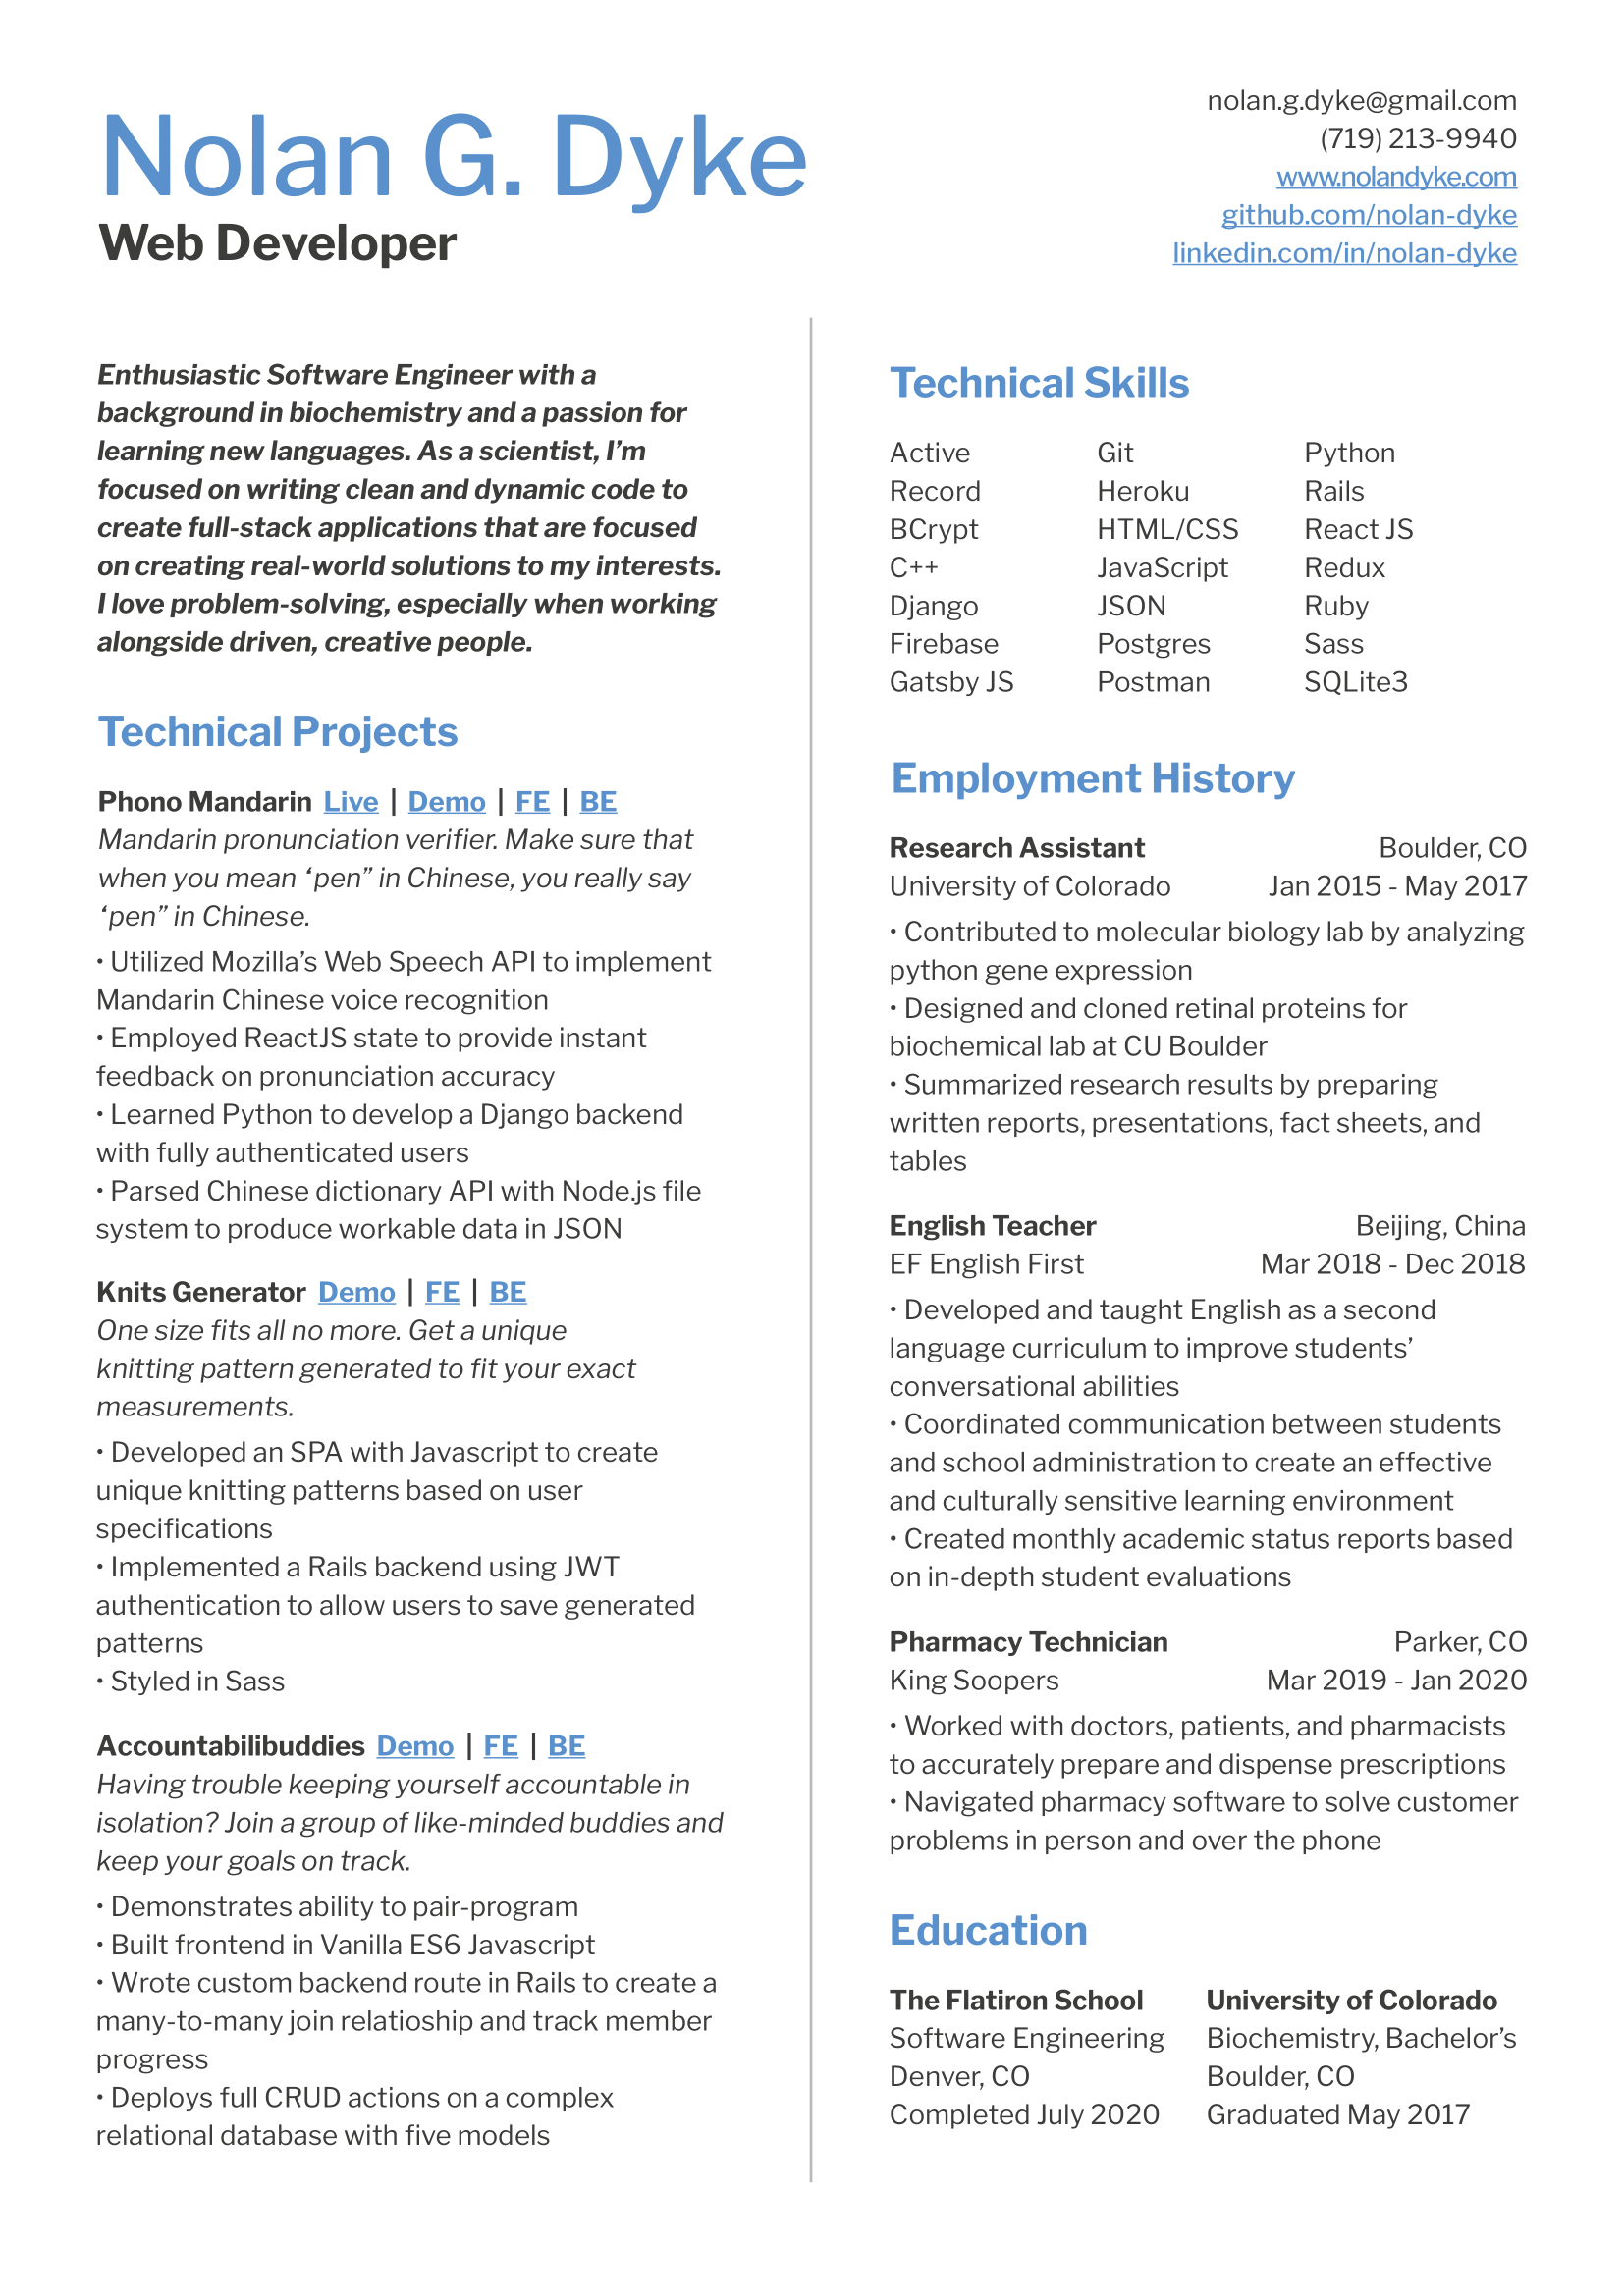 Nolan G. Dyke
Web Developer
nolan.g.dyke@gmail.com
(719) 213-9940
www.nolandyke.com
github.com/nolan-dyke
linkedin.com/in/nolan-dyke
Enthusiastic Software Engineer with a
background in biochemistry and a passion for
learning new languages. As a scientist, I’m
focused on writing clean and dynamic code to
create full-stack applications that are focused
on creating real-world solutions to my interests.
I love problem-solving, especially when working
alongside driven, creative people.
Technical Projects
Phono Mandarin Live | Demo | FE | BE
Mandarin pronunciation verifier. Make sure that
when you mean ‘pen” in Chinese, you really say
‘pen” in Chinese.
• Utilized Mozilla’s Web Speech API to implement
Mandarin Chinese voice recognition
• Employed ReactJS state to provide instant
feedback on pronunciation accuracy
• Learned Python to develop a Django backend
with fully authenticated users
• Parsed Chinese dictionary API with Node.js file
system to produce workable data in JSON
Knits Generator Demo | FE | BE
One size fits all no more. Get a unique
knitting pattern generated to fit your exact
measurements.
• Developed an SPA with Javascript to create
unique knitting patterns based on user
specifications
• Implemented a Rails backend using JWT
authentication to allow users to save generated
patterns
• Styled in Sass
Accountabilibuddies Demo | FE | BE
Having trouble keeping yourself accountable in
isolation? Join a group of like-minded buddies and
keep your goals on track.
• Demonstrates ability to pair-program
• Built frontend in Vanilla ES6 Javascript
• Wrote custom backend route in Rails to create a
many-to-many join relatioship and track member
progress
• Deploys full CRUD actions on a complex
relational database with five models
Technical Skills
Active
Record
BCrypt
C++
Django
Firebase
Gatsby JS
Git
Heroku
HTML/CSS
JavaScript
JSON
Postgres
Postman
Python
Rails
React JS
Redux
Ruby
Sass
SQLite3
Employment History
Research Assistant Boulder, CO
University of Colorado Jan 2015 - May 2017
• Contributed to molecular biology lab by analyzing
python gene expression
• Designed and cloned retinal proteins for
biochemical lab at CU Boulder
• Summarized research results by preparing
written reports, presentations, fact sheets, and
tables
English Teacher Beijing, China
EF English First Mar 2018 - Dec 2018
• Developed and taught English as a second
language curriculum to improve students’
conversational abilities
• Coordinated communication between students
and school administration to create an effective
and culturally sensitive learning environment
• Created monthly academic status reports based
on in-depth student evaluations
Pharmacy Technician Parker, CO
King Soopers Mar 2019 - Jan 2020
• Worked with doctors, patients, and pharmacists
to accurately prepare and dispense prescriptions
• Navigated pharmacy software to solve customer
problems in person and over the phone
Education
The Flatiron School
Software Engineering
Denver, CO
Completed July 2020
University of Colorado
Biochemistry, Bachelor’s
Boulder, CO
Graduated May 2017